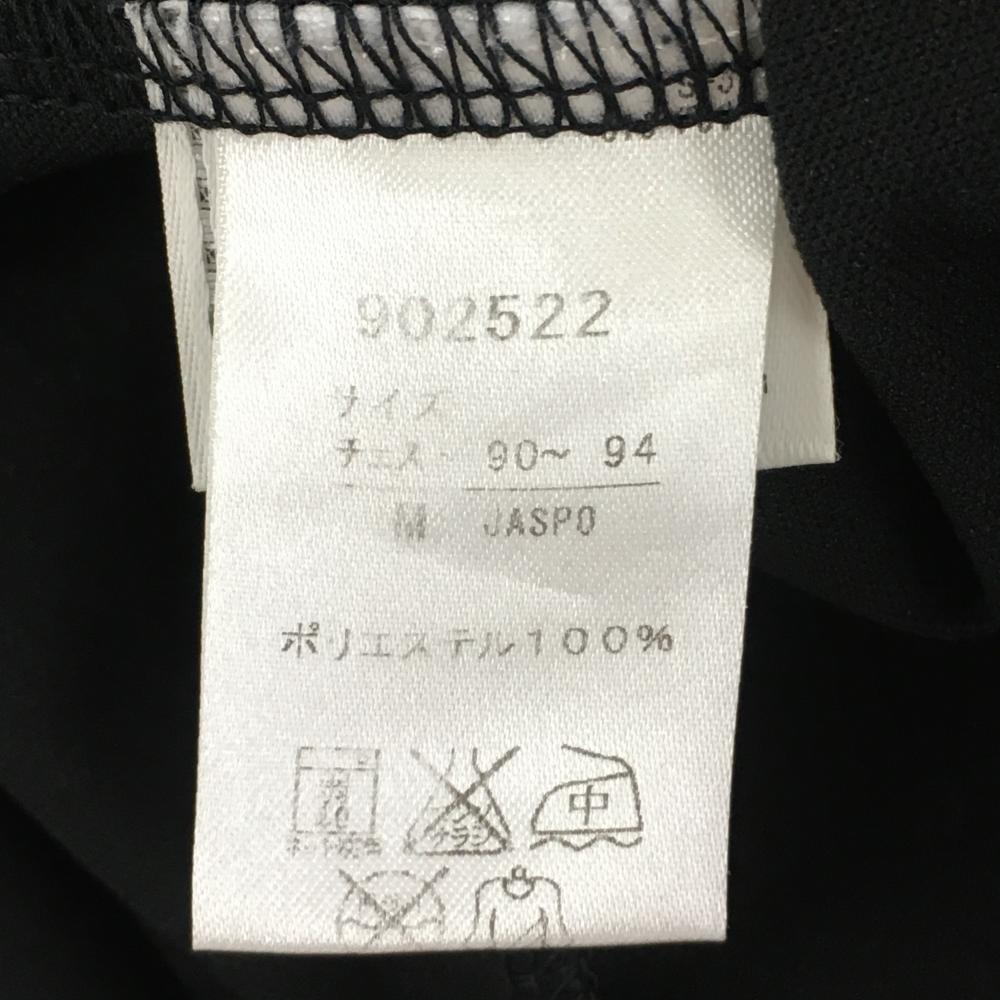 902522
サイズ
チェスト 90~ 94
M JASPO
ポリエステル100%
中